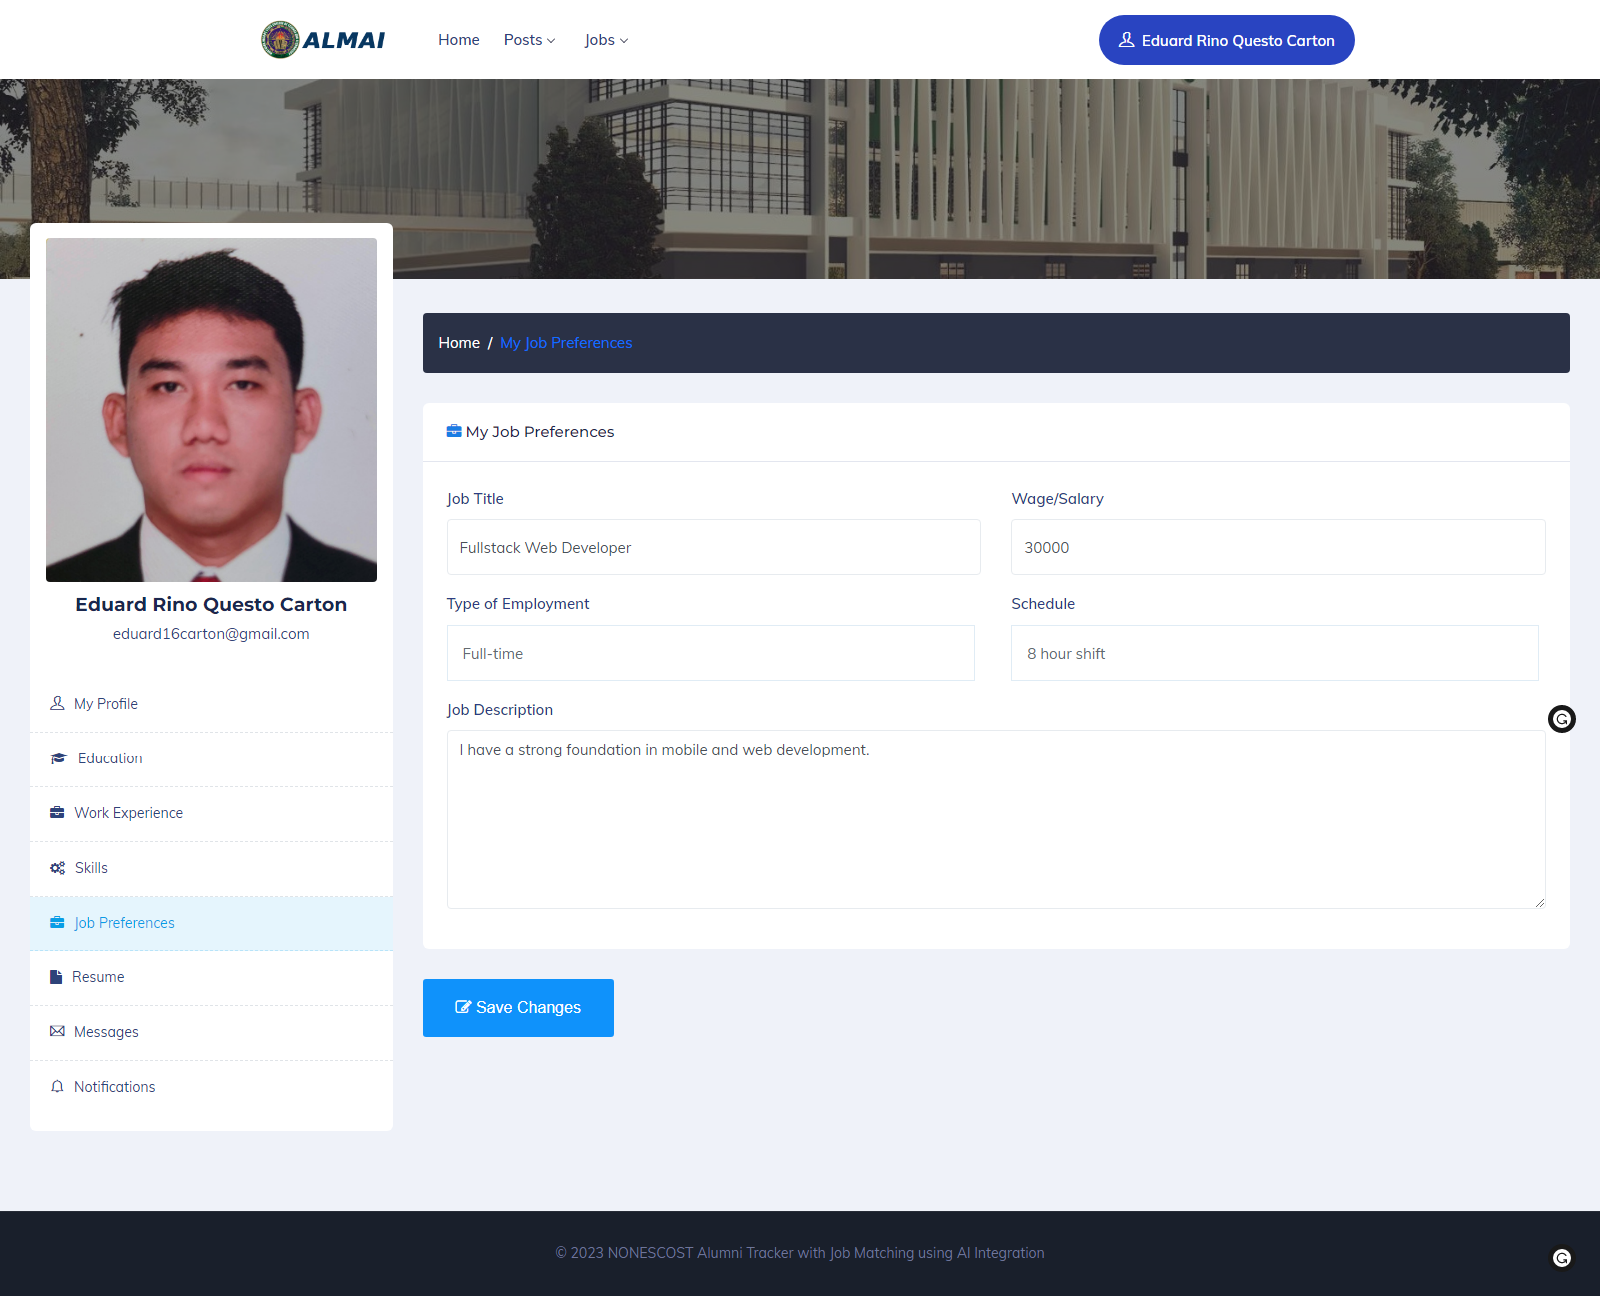 ALMAI
Home Posts Jobs
Eduard Rino Questo Carton
Eduard Rino Questo Carton
eduard16carton@gmail.com
My Profile
Education
Work Experience
Skills
Job Preferences
Resume
Messages
Notifications
Home / My Job Preferences
My Job Preferences
Job Title
Fullstack Web Developer
Wage/Salary
30000
Type of Employment
Full-time
Schedule
8 hour shift
Job Description
I have a strong foundation in mobile and web development.
Save Changes
© 2023 NONESCOST Alumni Tracker with Job Matching using AI Integration